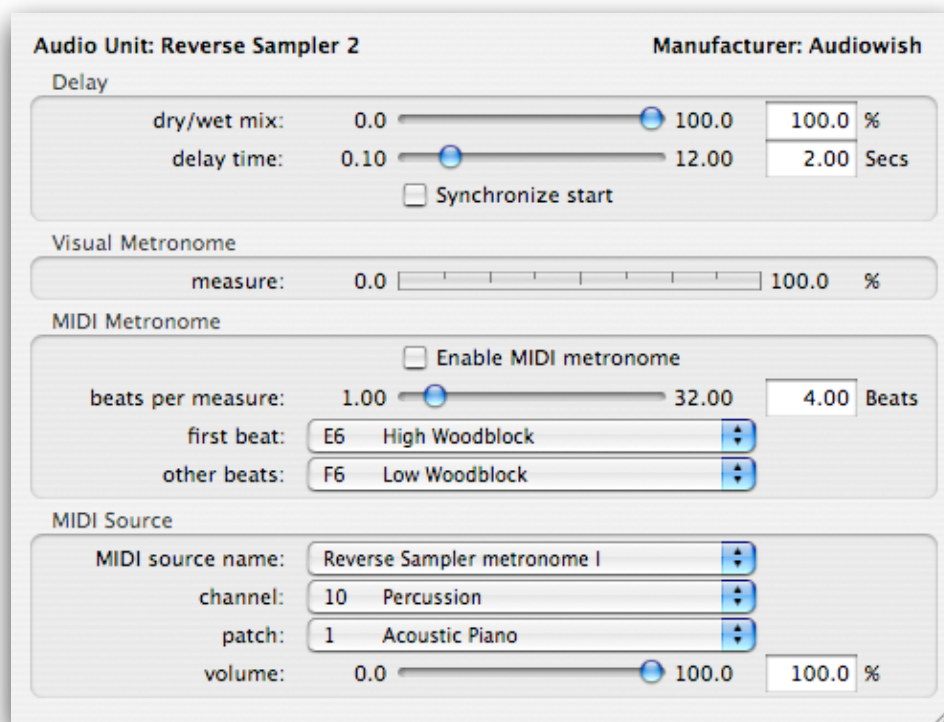 Audio Unit: Reverse Sampler 2 Manufacturer: Audiowish
Delay
dry/wet mix: 0.0 100.0 100.0 %
delay time: 0.10 12.00 2.00 Secs
Synchronize start
Visual Metronome
measure: 0.0 100.0 %
MIDI Metronome
Enable MIDI metronome
beats per measure: 1.00 32.00 4.00 Beats
first beat: E6 High Woodblock
other beats: F6 Low Woodblock
MIDI Source
MIDI source name: Reverse Sampler metronome I
channel: 10 Percussion
patch: 1 Acoustic Piano
volume: 0.0 100.0 100.0 %